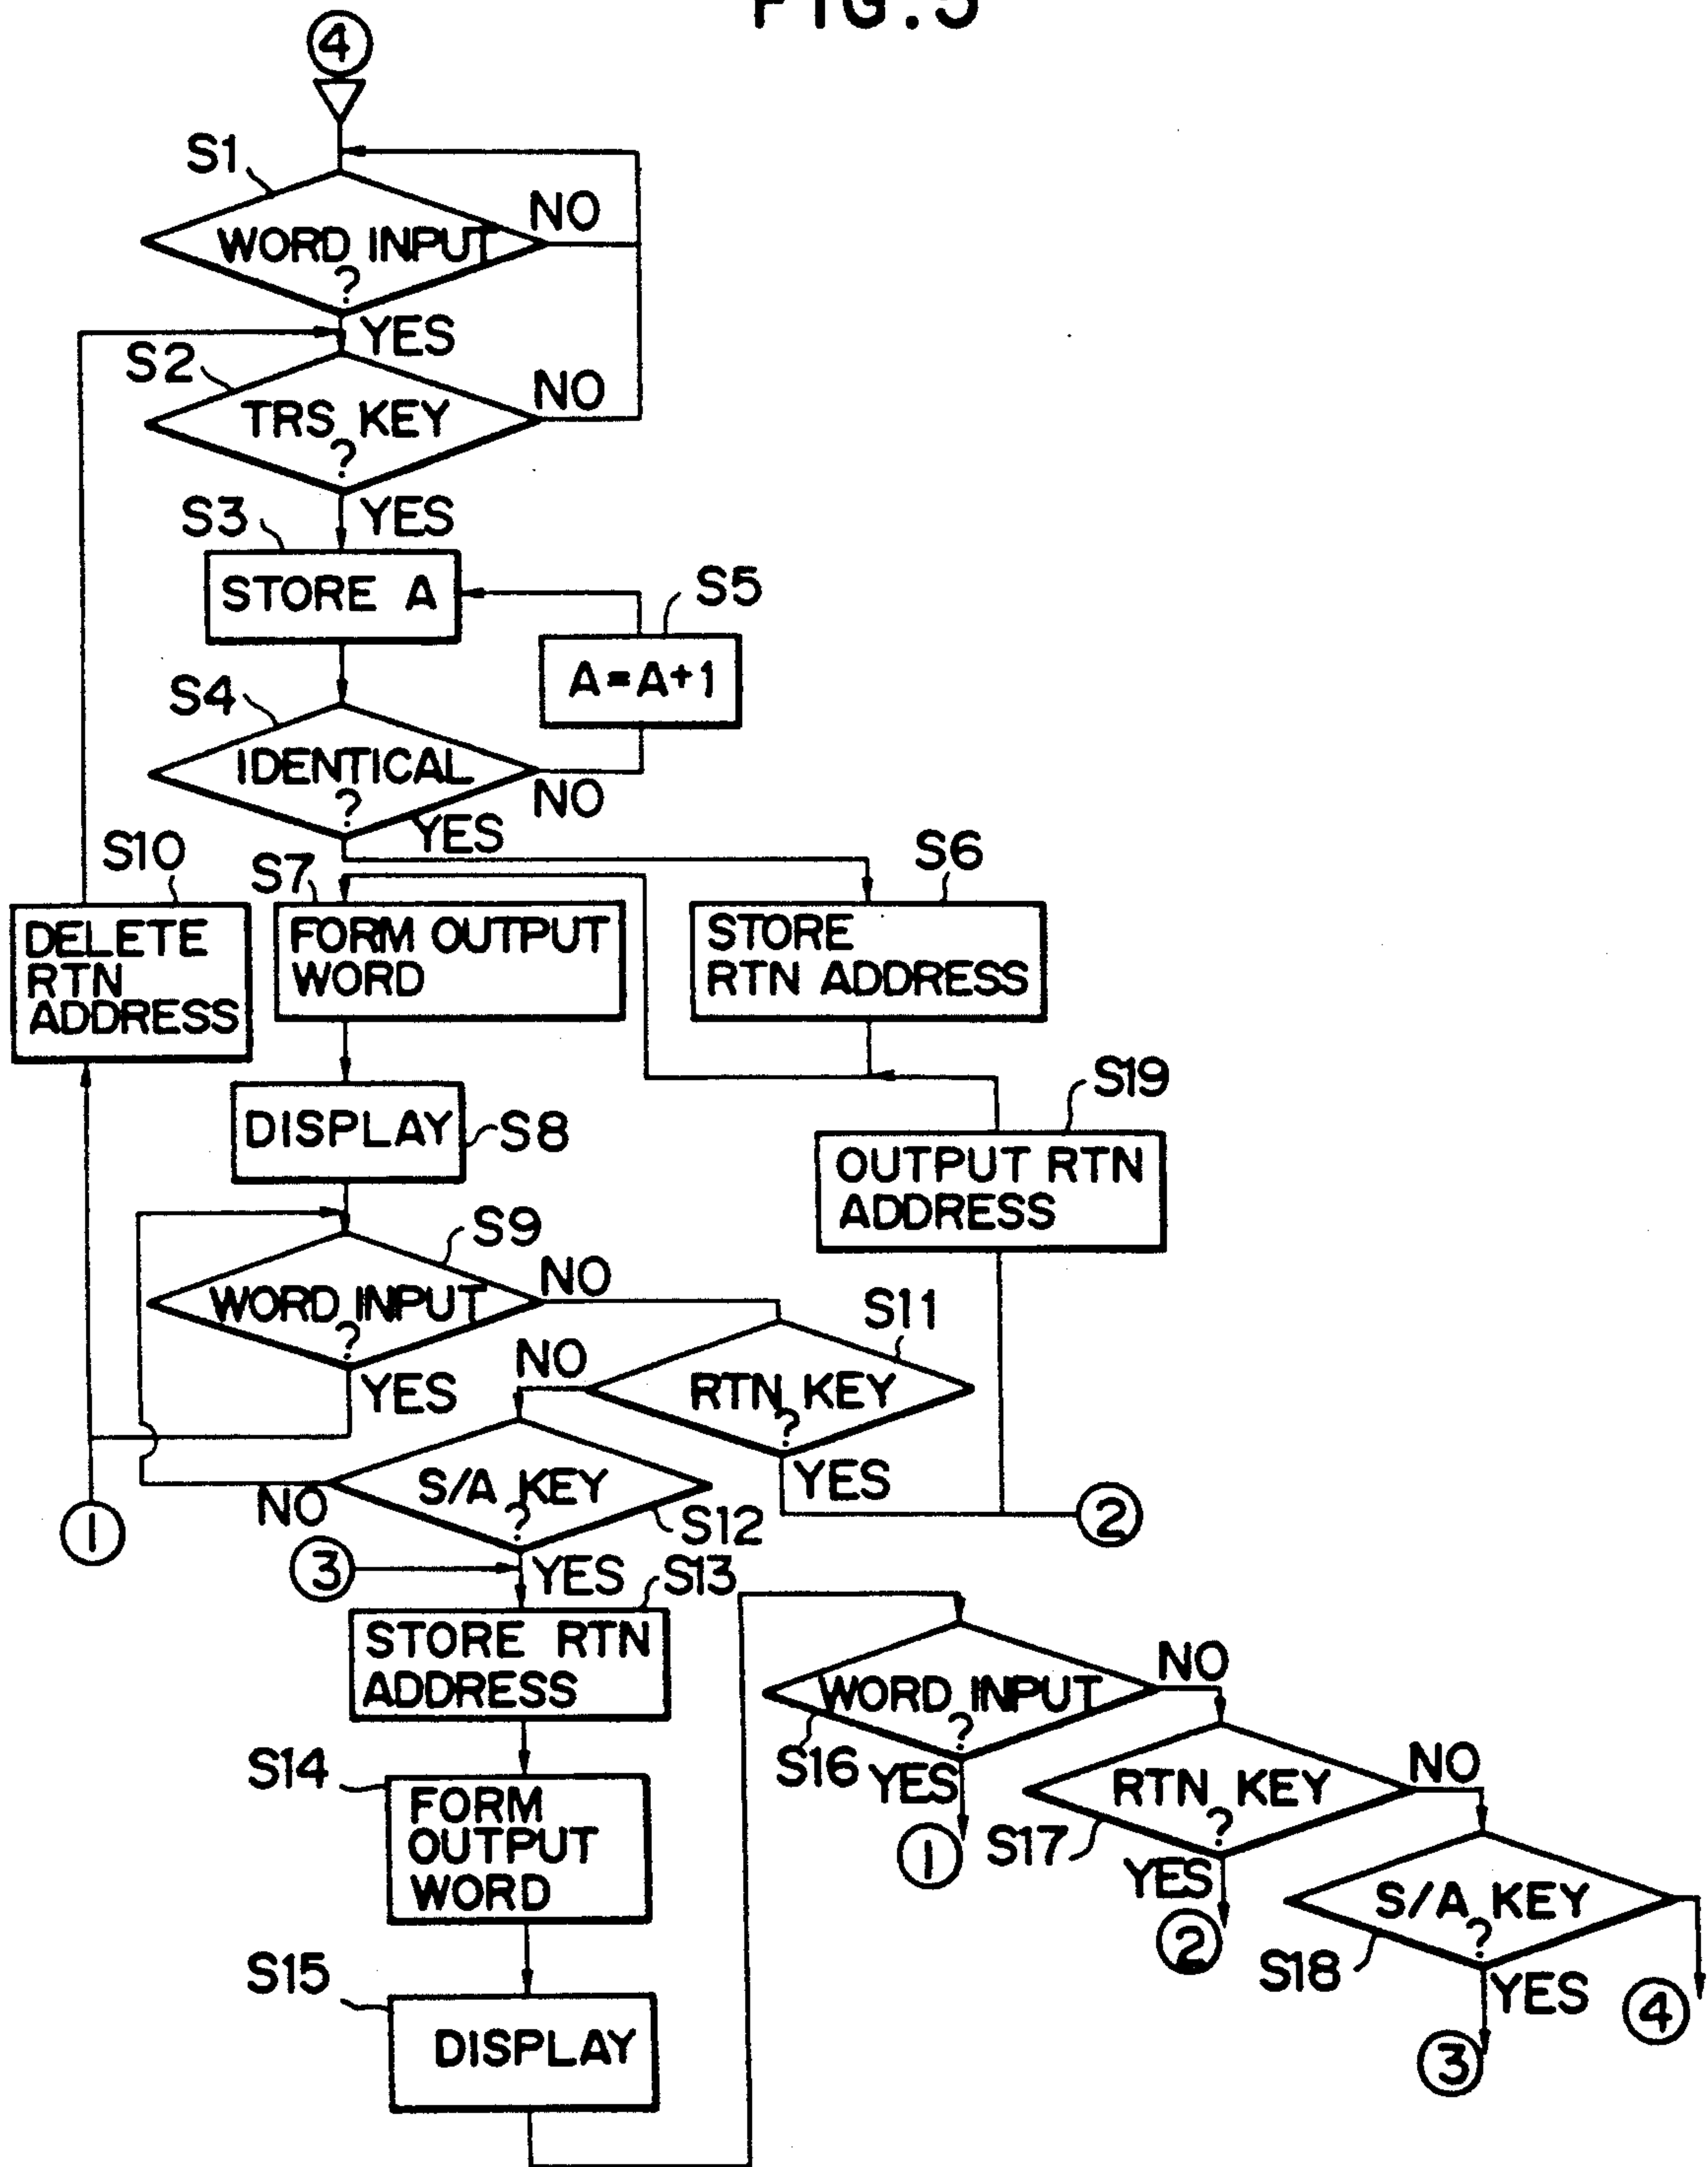 FIG.5
4
S1
WORD INPUT
?
NO
YES
S2
TRS KEY
?
NO
YES
S3
STORE A
S5
A=A+1
S4
IDENTICAL
?
NO
YES
S10
DELETE
RTN
ADDRESS
S7
FORM OUTPUT
WORD
S6
STORE
RTN ADDRESS
S8
DISPLAY
S19
OUTPUT RTN
ADDRESS
S9
WORD INPUT
?
NO
YES
S11
RTN KEY
?
NO
YES
S/A KEY
?
NO
S12
1
2
3
YES
S13
STORE RTN
ADDRESS
S14
FORM
OUTPUT
WORD
S15
DISPLAY
WORD INPUT
?
NO
S16
YES
1
RTN KEY
?
NO
S17
YES
2
S/A KEY
?
S18
YES
3
4